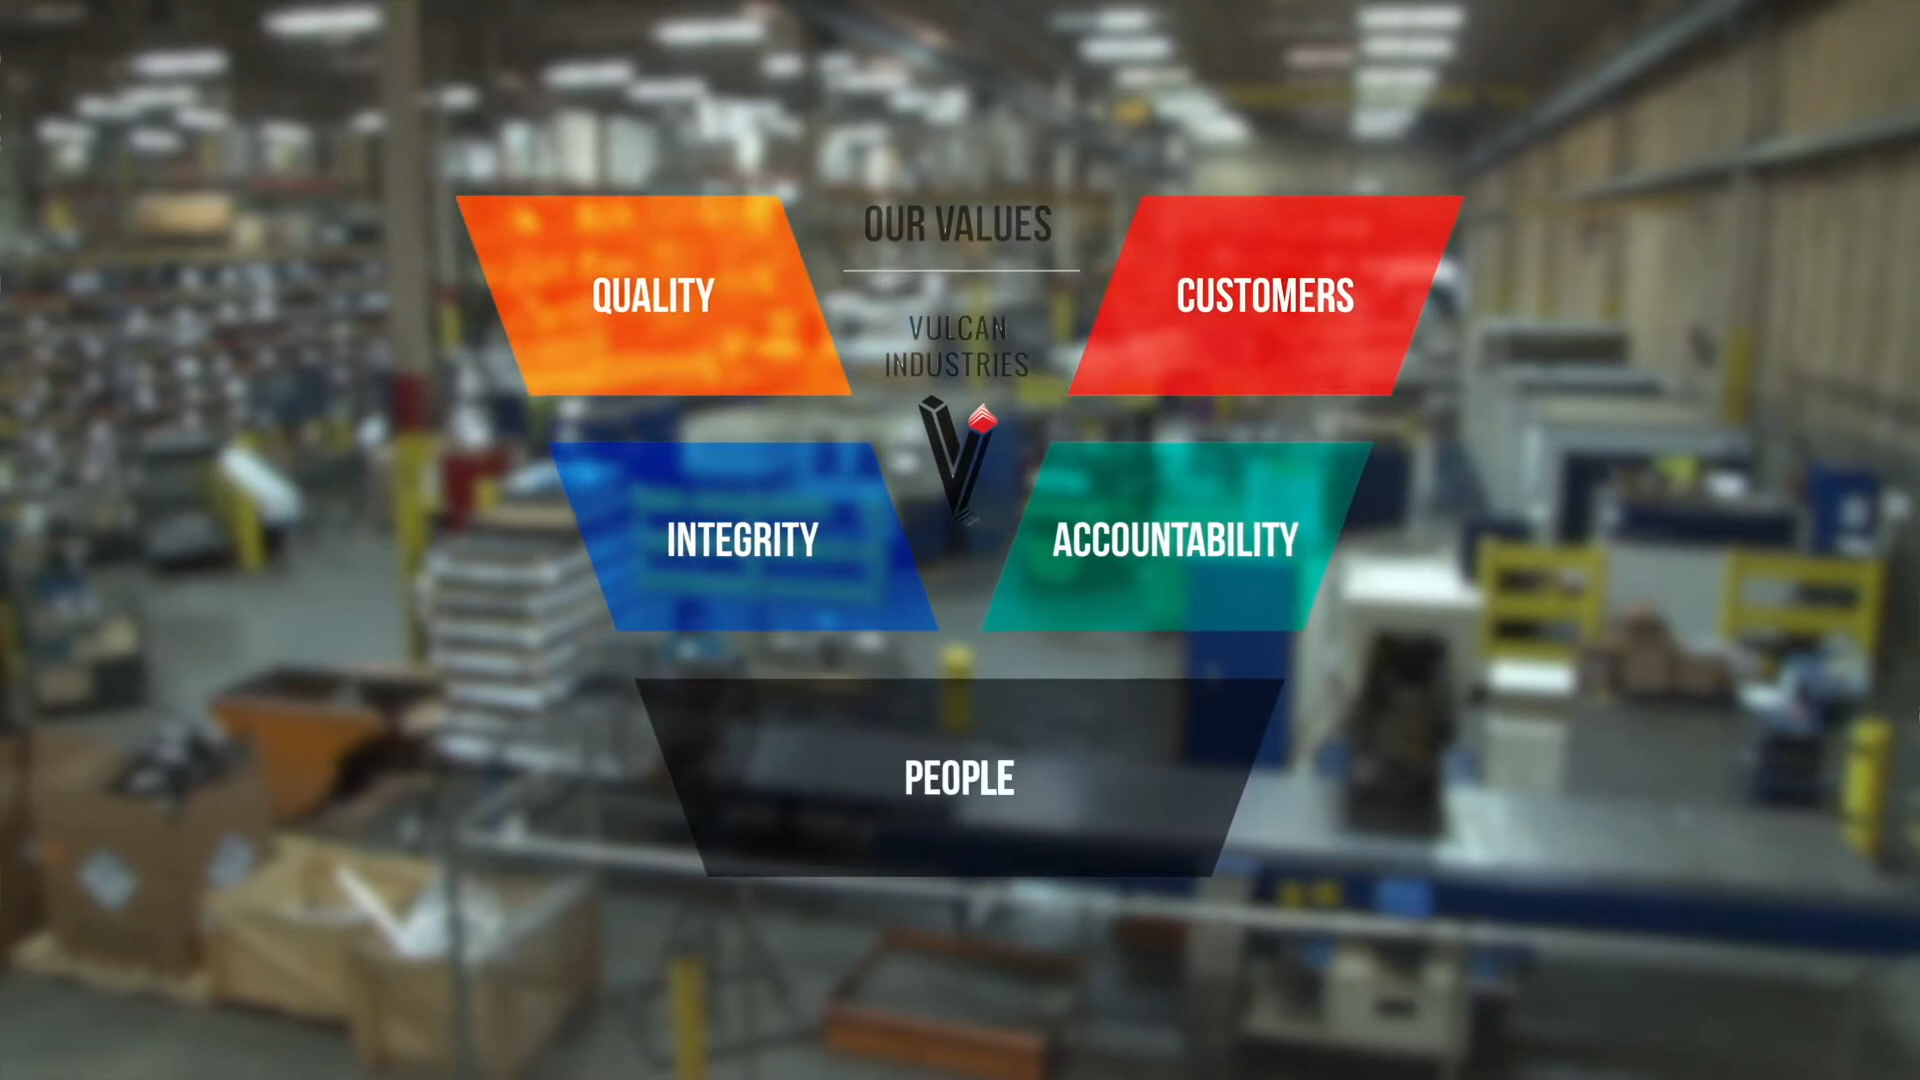 OUR VALUES
QUALITY
CUSTOMERS
VULCAN
INDUSTRIES
INTEGRITY
ACCOUNTABILITY
PEOPLE